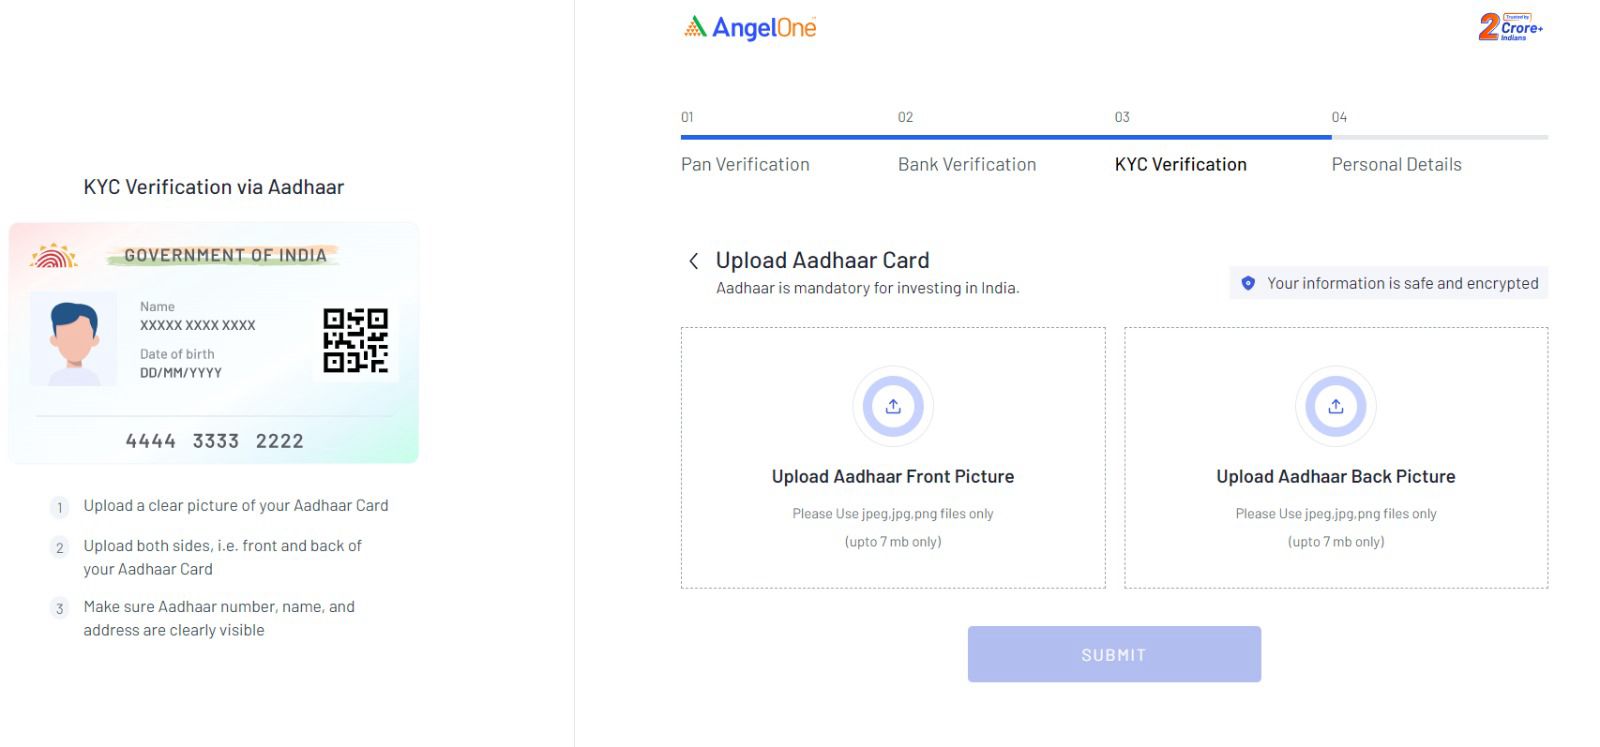 KYC Verification via Aadhaar
GOVERNMENT OF INDIA
Name
XXXXX XXXX XXXX
Date of birth
DD/MM/YYYY
4444 3333 2222
1 Upload a clear picture of your Aadhaar Card
2 Upload both sides, i.e. front and back of
your Aadhaar Card
3 Make sure Aadhaar number, name, and
address are clearly visible
AngelOne
2 Trusted by
Crore+
Indians
01 02 03 04
Pan Verification Bank Verification KYC Verification Personal Details
Upload Aadhaar Card
Aadhaar is mandatory for investing in India.
Your information is safe and encrypted
Upload Aadhaar Front Picture
Please Use jpeg,jpg,png files only
(upto 7 mb only)
Upload Aadhaar Back Picture
Please Use jpeg,jpg,png files only
(upto 7 mb only)
SUBMIT